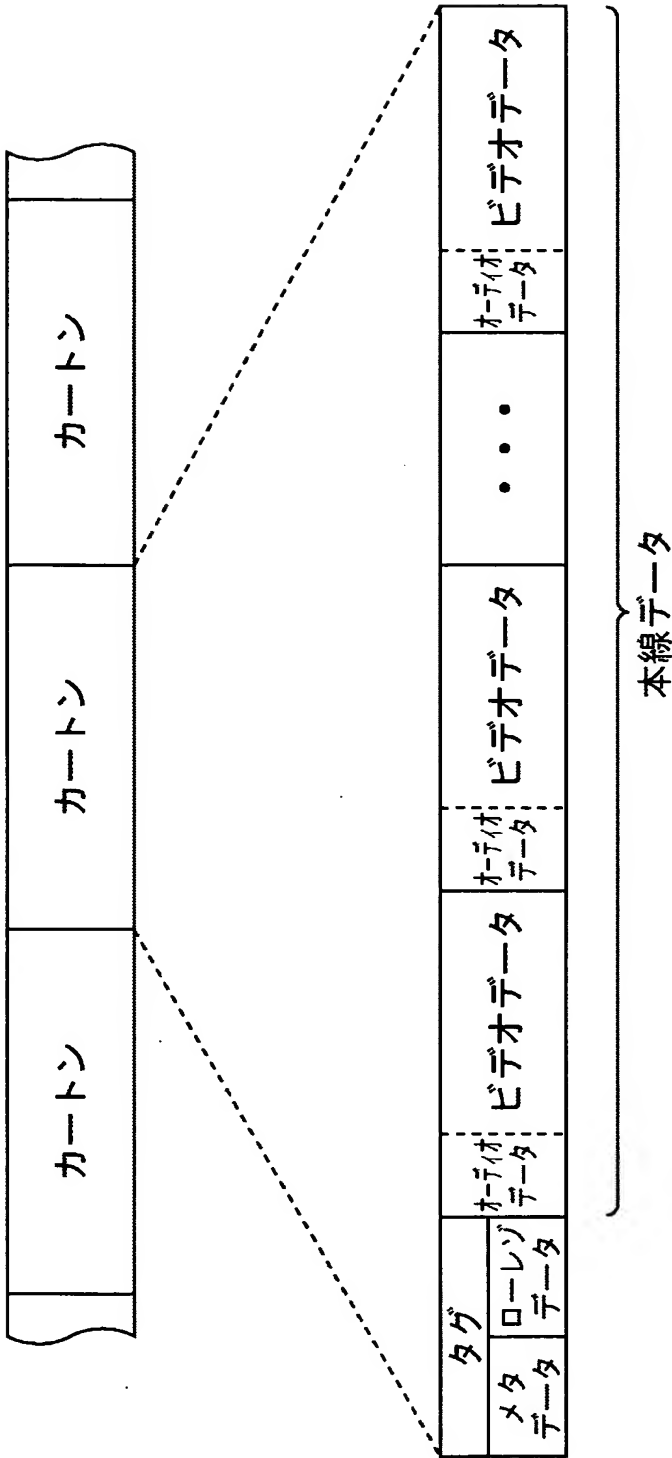 カートン
カートン
カートン
タグ
メタ
データ
ローレゾ
データ
オーディオ
データ
ビデオデータ
オーディオ
データ
ビデオデータ
・・・
オーディオ
データ
ビデオデータ
本線データ